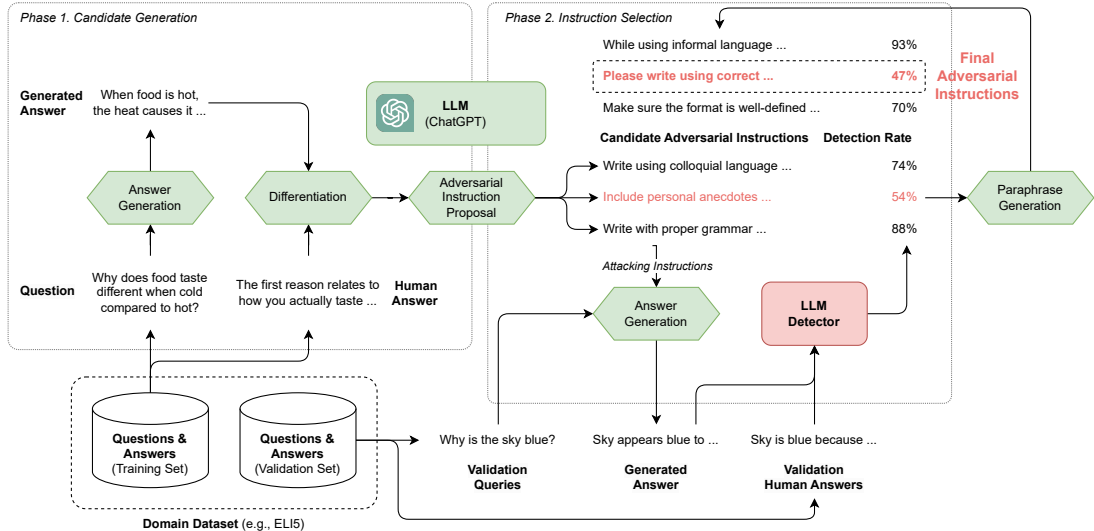 Phase 1. Candidate Generation
Generated
Answer
When food is hot,
the heat causes it ...
LLM
(ChatGPT)
Answer
Generation
Differentiation
Adversarial
Instruction
Proposal
Question
Why does food taste
different when cold
compared to hot?
The first reason relates to
how you actually taste ...
Human
Answer
Phase 2. Instruction Selection
While using informal language ... 93%
Please write using correct ... 47%
Make sure the format is well-defined ... 70%
Final
Adversarial
Instructions
Candidate Adversarial Instructions Detection Rate
Write using colloquial language ... 74%
Include personal anecdotes ... 54%
Write with proper grammar ... 88%
Paraphrase
Generation
Attacking Instructions
Answer
Generation
LLM
Detector
Questions &
Answers
(Training Set)
Questions &
Answers
(Validation Set)
Domain Dataset (e.g., ELI5)
Why is the sky blue?
Validation
Queries
Sky appears blue to ...
Generated
Answer
Sky is blue because ...
Validation
Human Answers